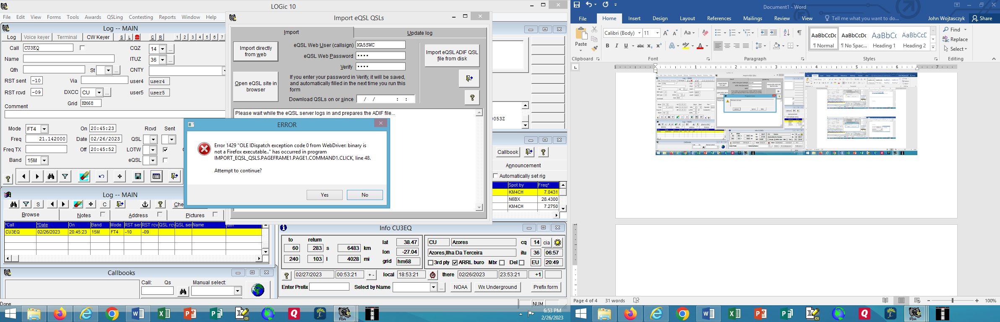 LOGic 10
File Edit View Forms Tools Awards QSLing Contesting Reports Window Help
Log -- MAIN
Log Voice keyer Terminal CW Keyer S L C R 1 2 3 4 5 6 7
Call CU3EQ CQZ 14 ...
Name ITUZ 36 ...
Qth St ... CNTY
RST sent -10 Via user4 user4
RST rcvd -09 DXCC CU ... user5 user5
Grid HM68
Comment
Mode FT4 On 20:45:23 Rcvd Sent
Freq 21.142000 Date 02/26/2023 QSL
Freq TX Off 20:45:52 LOTW
Band 15M eQSL
Import eQSL QSLs
Import Update log
Import directly from web
eQSL Web User (callsign) KA5SWC
eQSL Web Password ••••
Verify ••••
Import eQSL ADIF QSL file from disk
Open eQSL site in browser
If you enter your password in Verify, it will be saved,
and automatically filled in the next time you run this
form
Download QSLs on or since / / : :
Please wait while the eQSL server logs in and prepares the ADIF file...
ERROR
Error 1429 "OLE IDispatch exception code 0 from WebDriver: binary is
not a Firefox executable.." has occurred in program
IMPORT_EQSL_QSLS.PAGEFRAME1.PAGE1.COMMAND1.CLICK, line 48.
Attempt to continue?
Yes No
0053Z
Callbook
Announcement
Automatically set rig
Spot by Freq*
KM4CH 7.0431
N6BX 28.4300
KM4CH 7.2750
Log -- MAIN
S C Che
Browse Notes Address Pictures
*Call *Date On Band Mode RST ser RST rcv QSL rcv QSL ser Name Qth
CU3EQ 02/26/2023 20:45:23 15M FT4 -10 -09
Callbooks
Call: Qs Manual select:
Info CU3EQ
to return
60 283 s 6483 km
240 103 l 4028 mi
lat 38.47
lon -27.04
grid hm68
CU Azores cq 14 cia
Azores,Ilha Da Terceira itu 36 06:57
3rd pty ARRL buro Mbr Del EU 20:49
02/27/2023 00:53:21 + - local 18:53:21 there 02/26/2023 23:53:21 +1
Enter Prefix Select by Name ... NOAA Wx Underground Prefix form
Done NUM
PDA
6:53 PM
2/26/2023
Document1 - Word
File Home Insert Design Layout References Mailings Review View Tell me what you want to do... John Wojtasczyk Share
Paste
Calibri (Body) 11 Aa
B I U abc X₂ X² A A
AaBbCcDc AaBbCcDc AaBbCc AaBbCcD
¶ Normal ¶ No Spac... Heading 1 Heading 2
Find
Replace
Select
Clipboard Font Paragraph Styles Editing
1 1 2 3 4 5 6 7
Page 4 of 4 31 words 100%
PDA